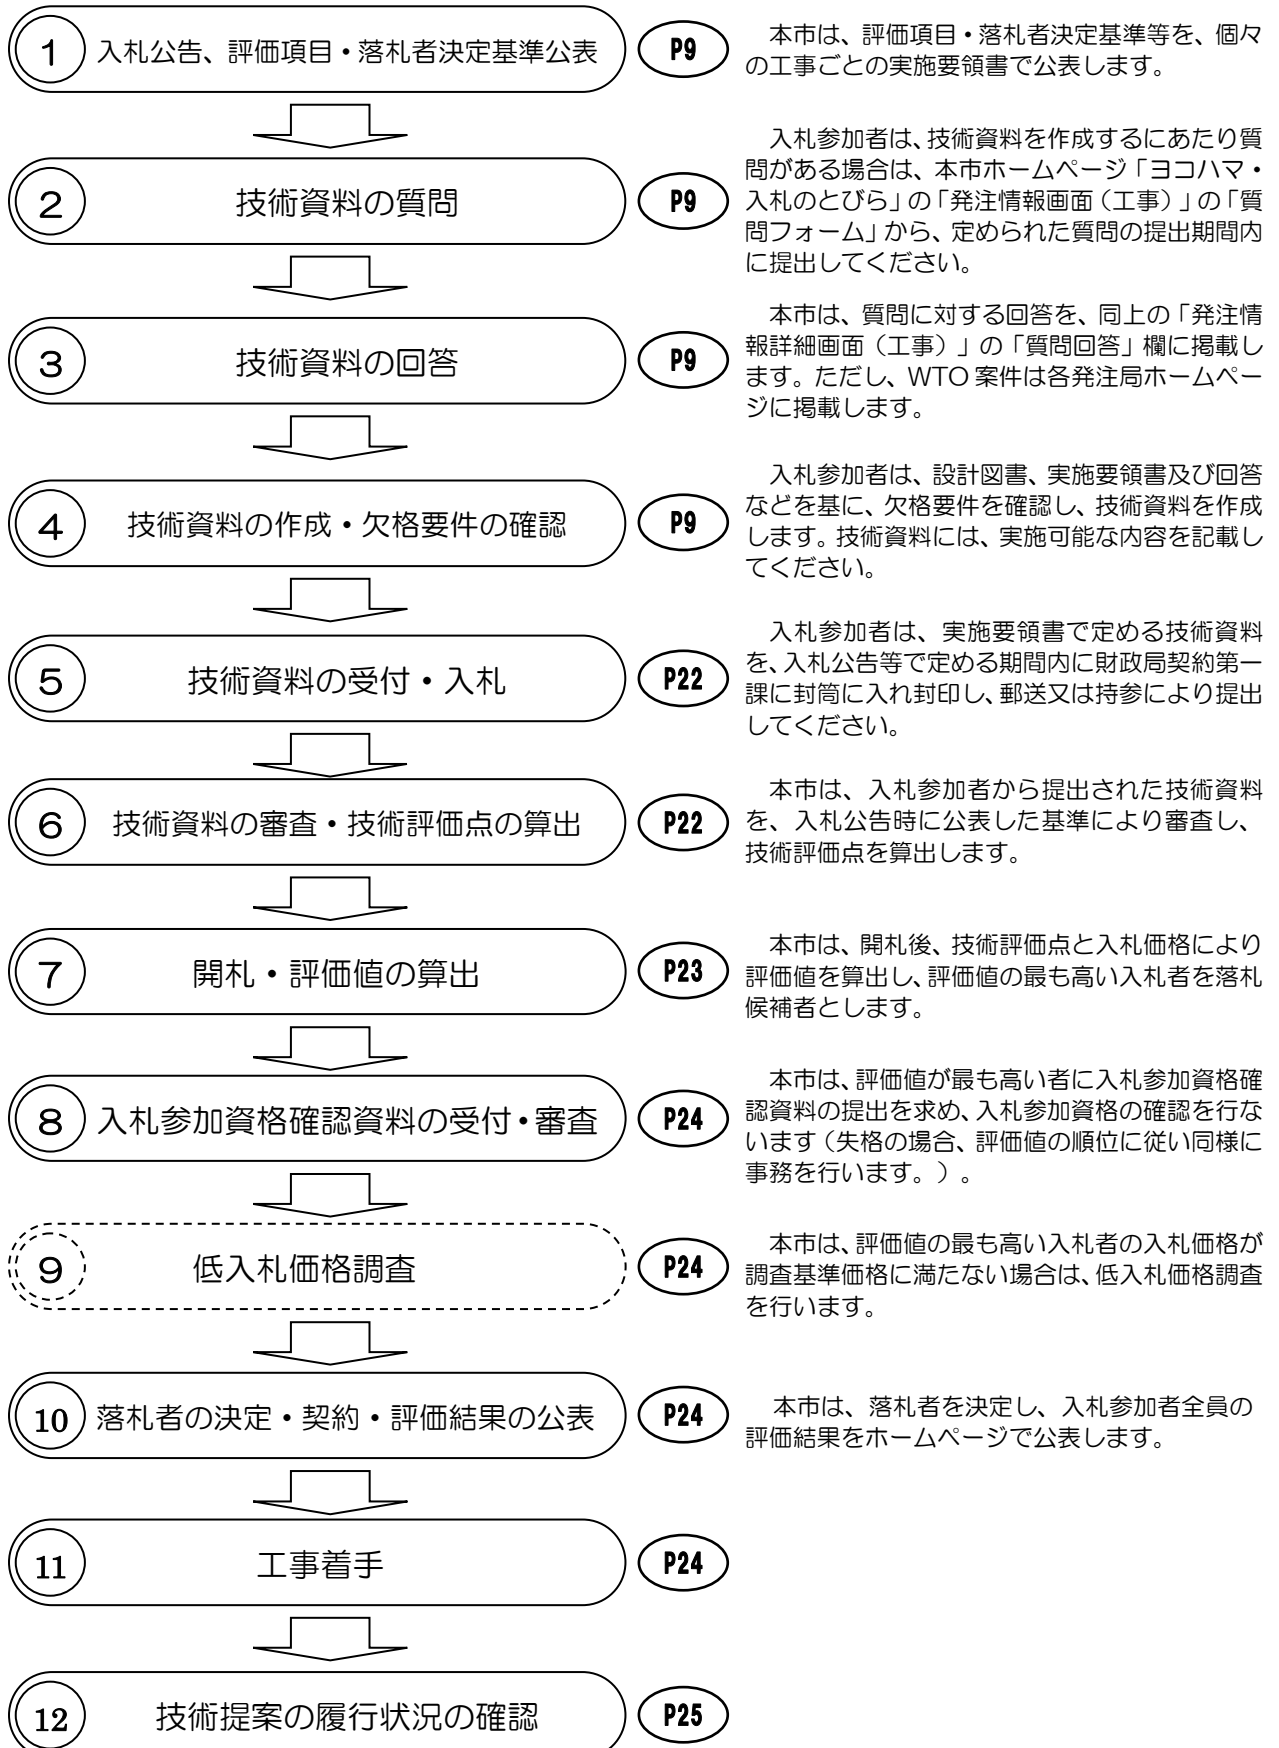 1 入札公告、評価項目・落札者決定基準公表 P9
本市は、評価項目・落札者決定基準等を、個々
の工事ごとの実施要領書で公表します。
2 技術資料の質問 P9
入札参加者は、技術資料を作成するにあたり質
問がある場合は、本市ホームページ「ヨコハマ・
入札のとびら」の「発注情報画面（工事）」の「質
問フォーム」から、定められた質問の提出期間内
に提出してください。
3 技術資料の回答 P9
本市は、質問に対する回答を、同上の「発注情
報詳細画面（工事）」の「質問回答」欄に掲載し
ます。ただし、WTO 案件は各発注局ホームペー
ジに掲載します。
4 技術資料の作成・欠格要件の確認 P9
入札参加者は、設計図書、実施要領書及び回答
などを基に、欠格要件を確認し、技術資料を作成
します。技術資料には、実施可能な内容を記載し
てください。
5 技術資料の受付・入札 P22
入札参加者は、実施要領書で定める技術資料
を、入札公告等で定める期間内に財政局契約第一
課に封筒に入れ封印し、郵送又は持参により提出
してください。
6 技術資料の審査・技術評価点の算出 P22
本市は、入札参加者から提出された技術資料
を、入札公告時に公表した基準により審査し、
技術評価点を算出します。
7 開札・評価値の算出 P23
本市は、開札後、技術評価点と入札価格により
評価値を算出し、評価値の最も高い入札者を落札
候補者とします。
8 入札参加資格確認資料の受付・審査 P24
本市は、評価値が最も高い者に入札参加資格確
認資料の提出を求め、入札参加資格の確認を行な
います（失格の場合、評価値の順位に従い同様に
事務を行います。）。
9 低入札価格調査 P24
本市は、評価値の最も高い入札者の入札価格が
調査基準価格に満たない場合は、低入札価格調査
を行います。
10 落札者の決定・契約・評価結果の公表 P24
本市は、落札者を決定し、入札参加者全員の
評価結果をホームページで公表します。
11 工事着手 P24
12 技術提案の履行状況の確認 P25